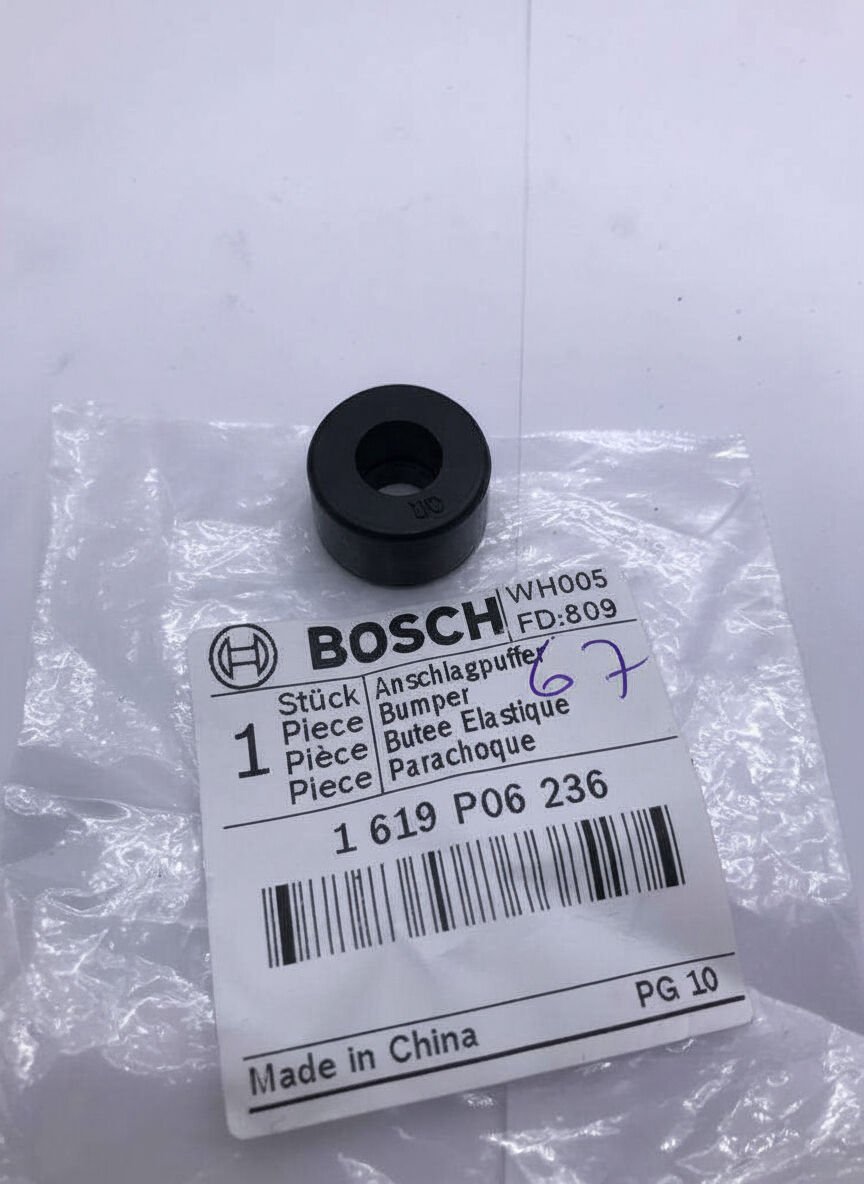 BOSCH
WH005
FD:809
1
Stück
Piece
Pièce
Piece
Anschlagpuffer
Bumper
Butee Elastique
Parachoque
67
1 619 P06 236
PG 10
Made in China